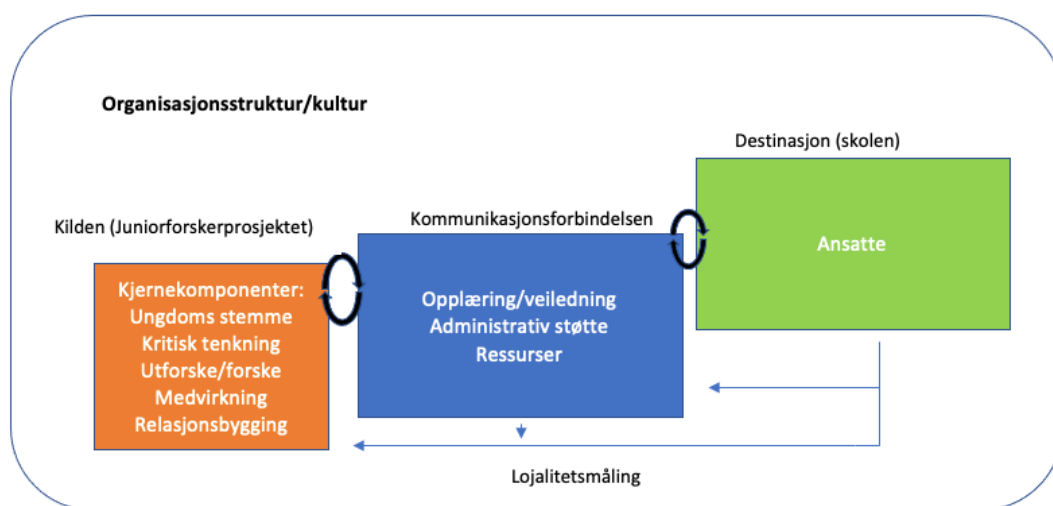 Organisasjonsstruktur/kultur
Destinasjon (skolen)
Kommunikasjonsforbindelsen
Kilden (Juniorforskerprosjektet)
Ansatte
Kjernekomponenter:
Ungdoms stemme
Kritisk tenkning
Utforske/forske
Medvirkning
Relasjonsbygging
Opplæring/veiledning
Administrativ støtte
Ressurser
Lojalitetsmåling